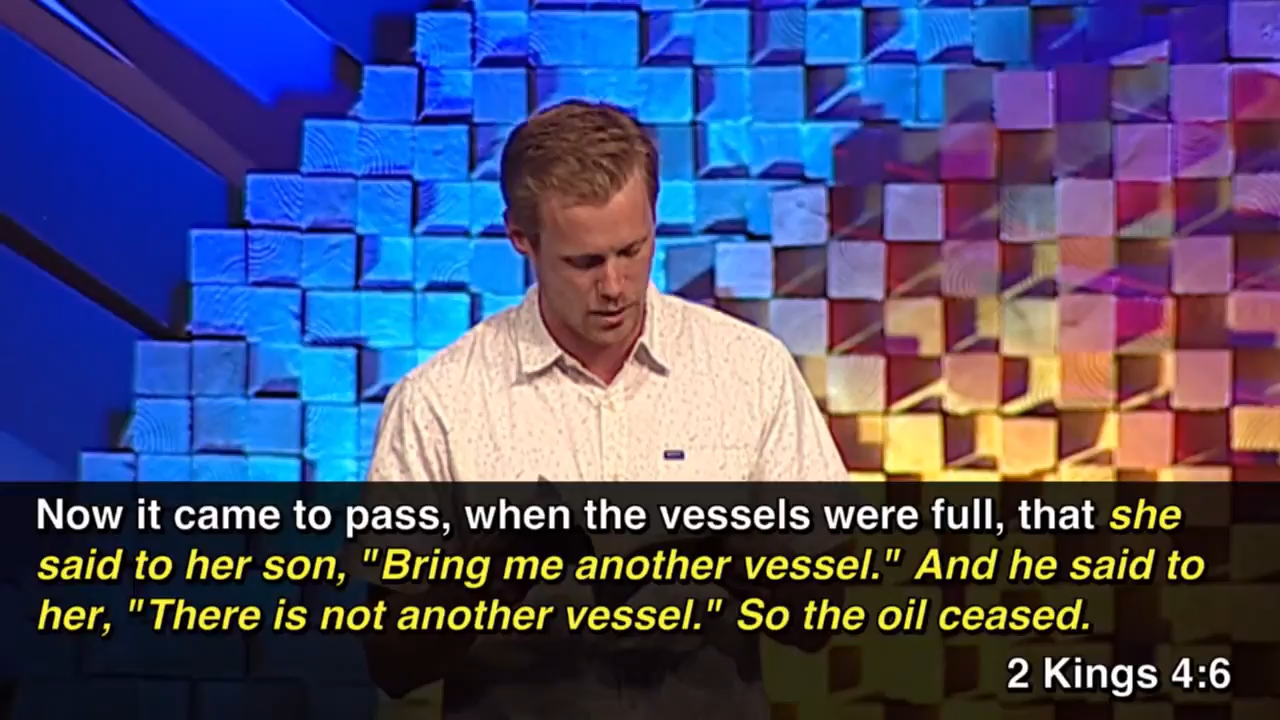 Now it came to pass, when the vessels were full, that she
said to her son, "Bring me another vessel." And he said to
her, "There is not another vessel." So the oil ceased.
2 Kings 4:6